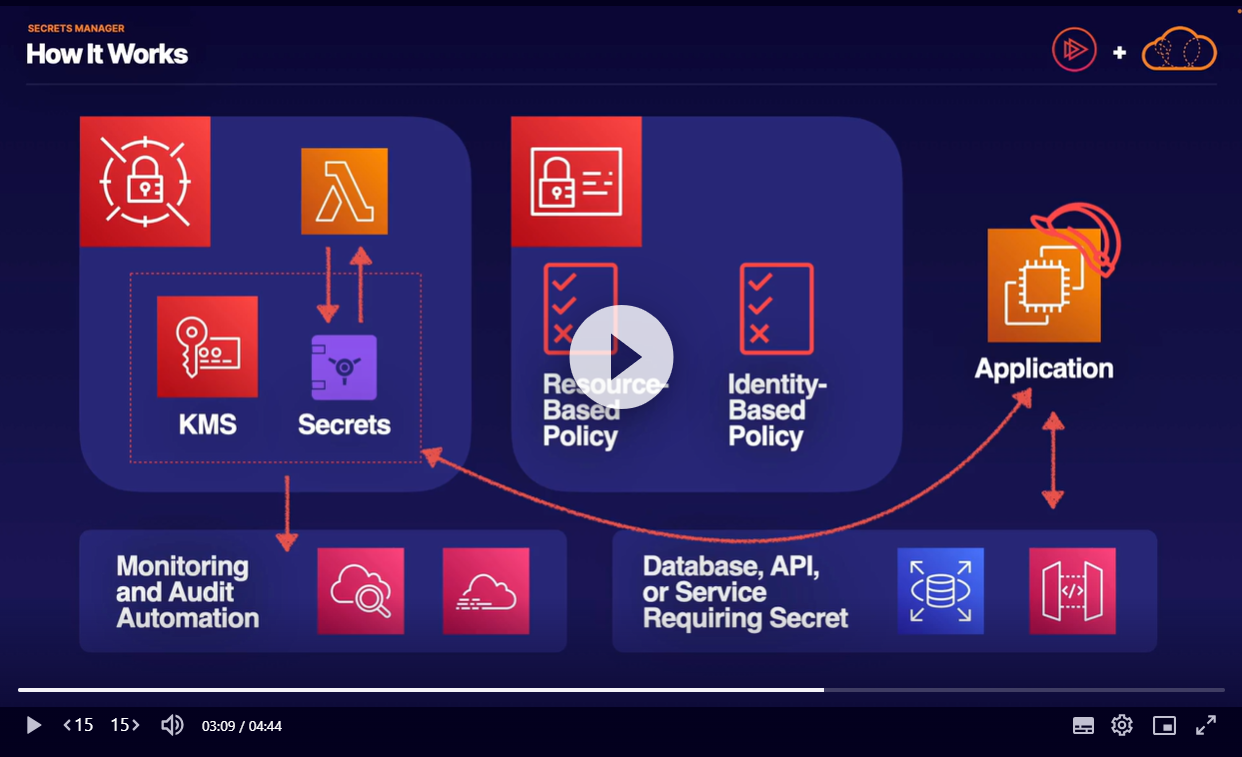 SECRETS MANAGER
How It Works
+
KMS
Secrets
Resource-
Based
Policy
Identity-
Based
Policy
Application
Monitoring
and Audit
Automation
Database, API,
or Service
Requiring Secret
</>
<15 15> 03:09 / 04:44